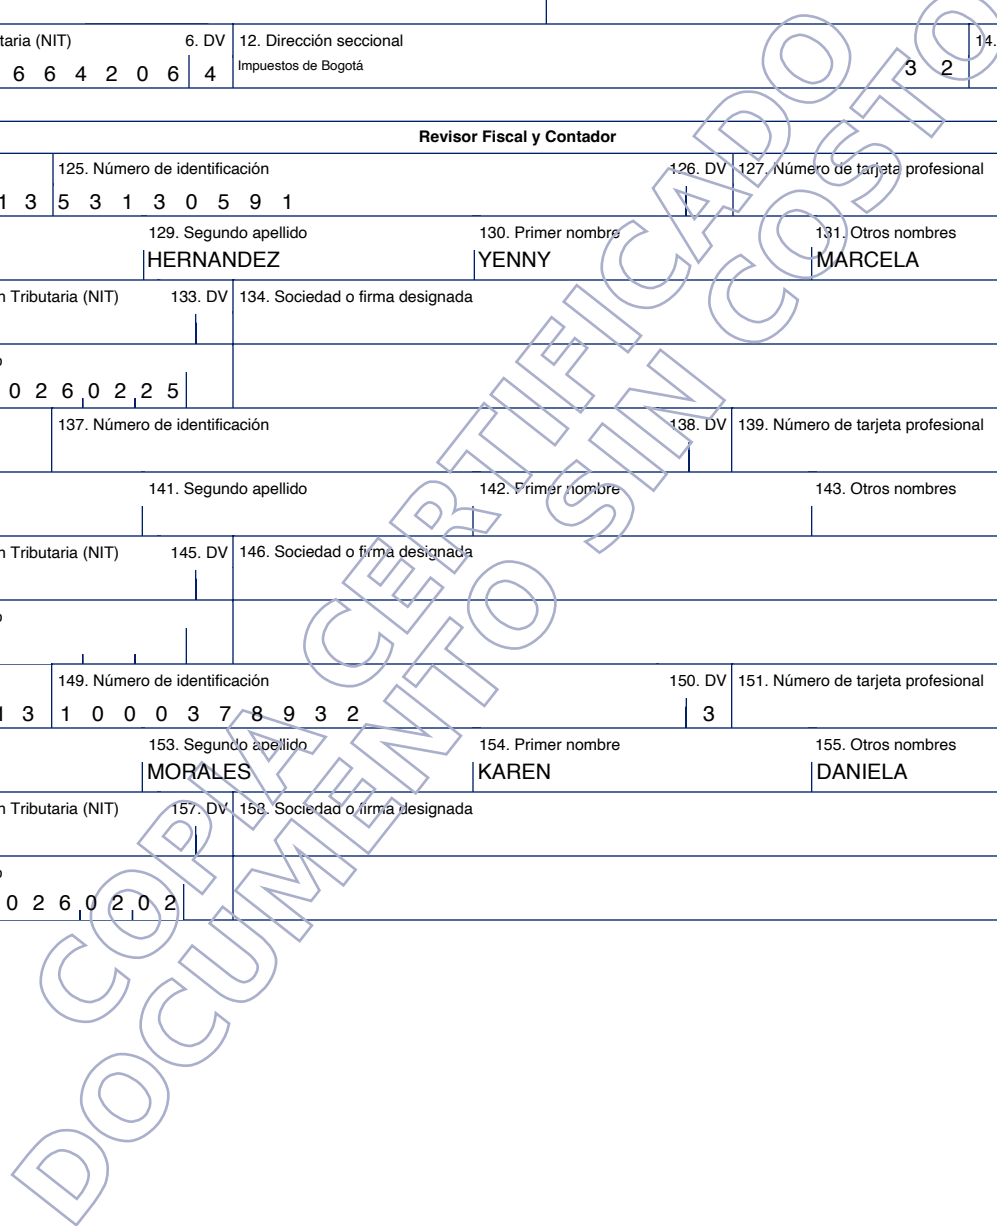 taria (NIT) 6. DV 12. Dirección seccional 14.
6 6 4 2 0 6 4 Impuestos de Bogotá 3 2
Revisor Fiscal y Contador
125. Número de identificación 126. DV 127. Número de tarjeta profesional
1 3 5 3 1 3 0 5 9 1
129. Segundo apellido 130. Primer nombre 131. Otros nombres
HERNANDEZ YENNY MARCELA
n Tributaria (NIT) 133. DV 134. Sociedad o firma designada
o
0 2 6 0 2 2 5
137. Número de identificación 138. DV 139. Número de tarjeta profesional
141. Segundo apellido 142. Primer nombre 143. Otros nombres
n Tributaria (NIT) 145. DV 146. Sociedad o firma designada
o
149. Número de identificación 150. DV 151. Número de tarjeta profesional
1 3 1 0 0 0 3 7 8 9 3 2 3
153. Segundo apellido 154. Primer nombre 155. Otros nombres
MORALES KAREN DANIELA
n Tributaria (NIT) 157. DV 158. Sociedad o firma designada
o
0 2 6 0 2 0 2
COPIA CERTIFICADO
DOCUMENTO SIN COSTO